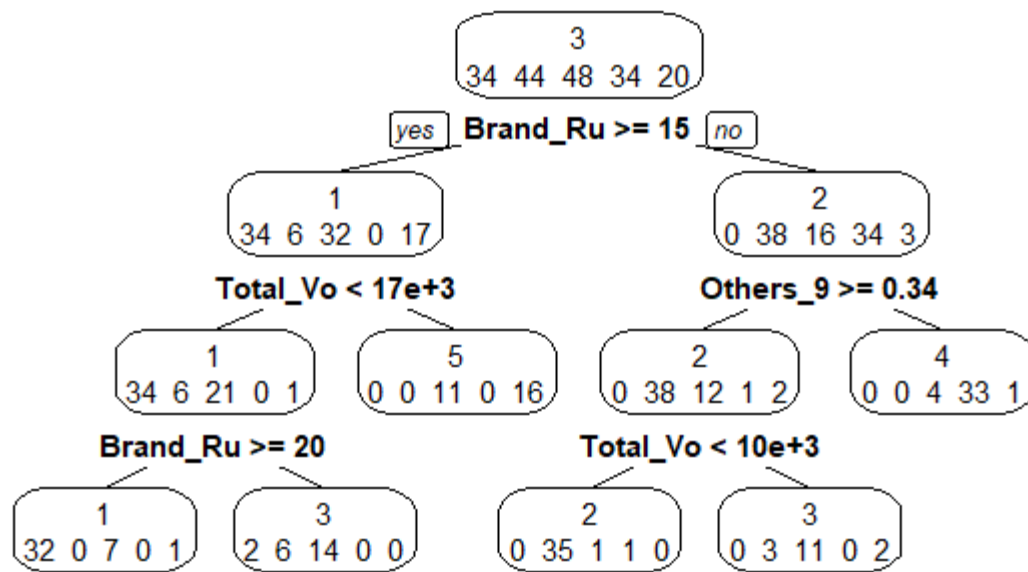 3
34 44 48 34 20
yes Brand_Ru >= 15 no
1 2
34 6 32 0 17 0 38 16 34 3
Total_Vo < 17e+3 Others_9 >= 0.34
1 5 2 4
34 6 21 0 1 0 0 11 0 16 0 38 12 1 2 0 0 4 33 1
Brand_Ru >= 20 Total_Vo < 10e+3
1 3 2 3
32 0 7 0 1 2 6 14 0 0 0 35 1 1 0 0 3 11 0 2